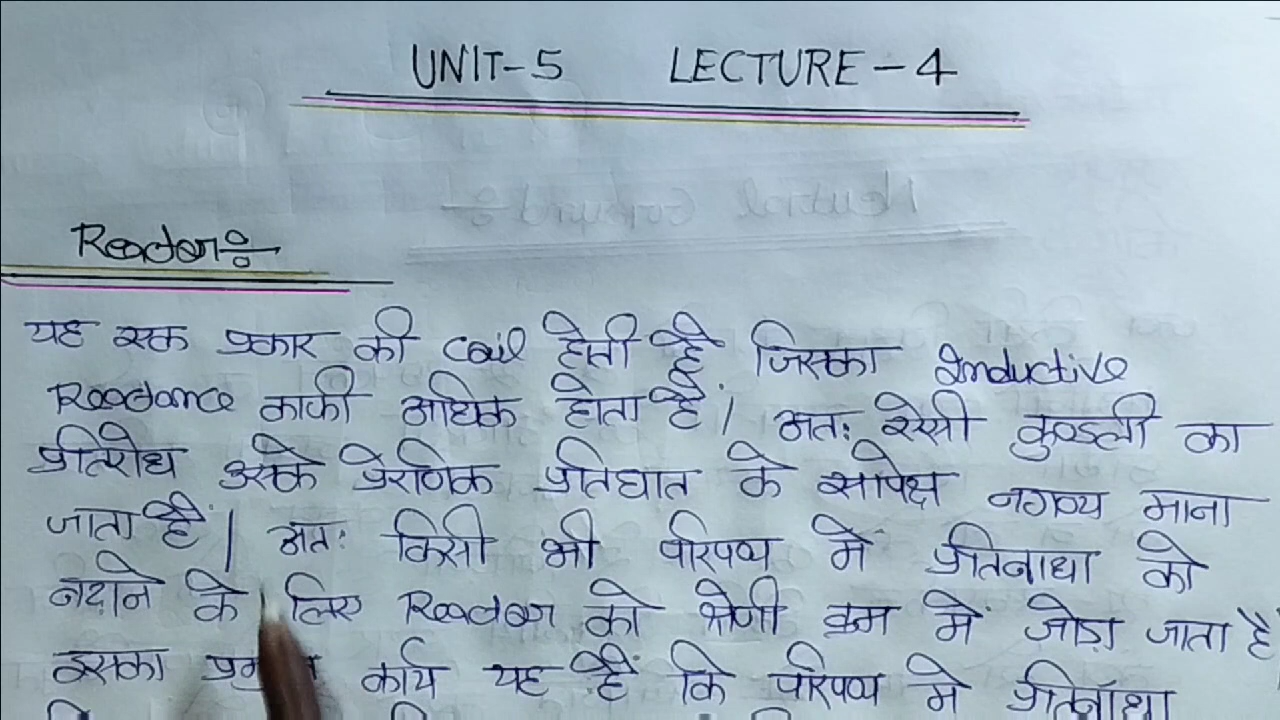 UNIT-5 LECTURE-4
Reactor ÷
यह एक प्रकार की coil होती है जिसका Inductive
Reactance काफी अधिक होता है। अतः ऐसी कुण्डली का
प्रतिरोध उसके प्रेरणिक प्रतिघात के सापेक्ष नगण्य माना
जाता है। अतः किसी भी परिपथ में प्रतिबाधा को
बढ़ाने के लिए Reactor को श्रेणी क्रम में जोड़ा जाता है
इसका प्रमुख कार्य यह है कि परिपथ में प्रतिबाधा